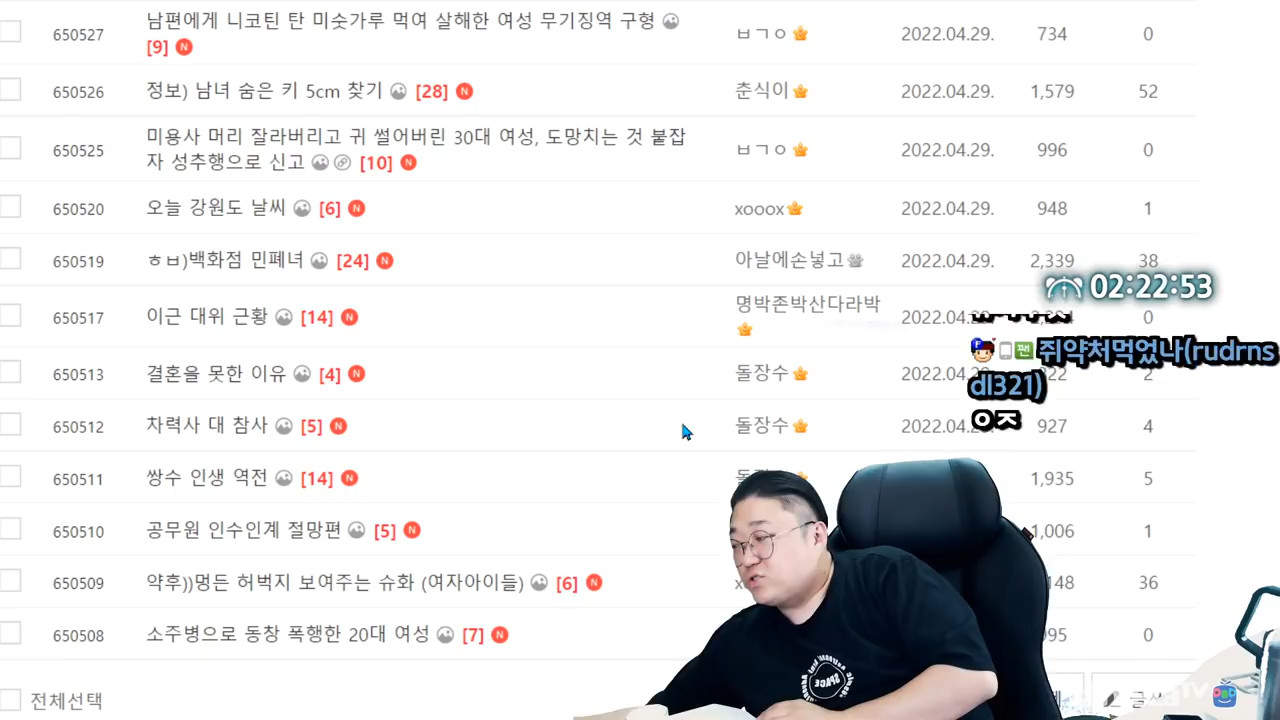 650527 남편에게 니코틴 탄 미숫가루 먹여 살해한 여성 무기징역 구형 ㅂㄱㅇ 2022.04.29. 734 0
[9] N
650526 정보) 남녀 숨은 키 5cm 찾기 [28] N 춘식이 2022.04.29. 1,579 52
650525 미용사 머리 잘라버리고 귀 썰어버린 30대 여성, 도망치는 것 붙잡 ㅂㄱㅇ 2022.04.29. 996 0
자 성추행으로 신고 [10] N
650520 오늘 강원도 날씨 [6] N xooox 2022.04.29. 948 1
650519 ㅎㅂ)백화점 민폐녀 [24] N 아날에손넣고 2022.04.29. 2,339 38
02:22:53
650517 이근 대위 근황 [14] N 명박존박산다라박 0
쥐약처먹었나(rudrns
dl321)
ㅇㅈ
650513 결혼을 못한 이유 [4] N 돌장수 2
650512 차력사 대 참사 [5] N 돌장수 927 4
650511 쌍수 인생 역전 [14] N 1,935 5
650510 공무원 인수인계 절망편 [5] N 1,006 1
650509 약후))멍든 허벅지 보여주는 슈화 (여자아이들) [6] N 36
650508 소주병으로 동창 폭행한 20대 여성 [7] N 0
SPACE
전체선택